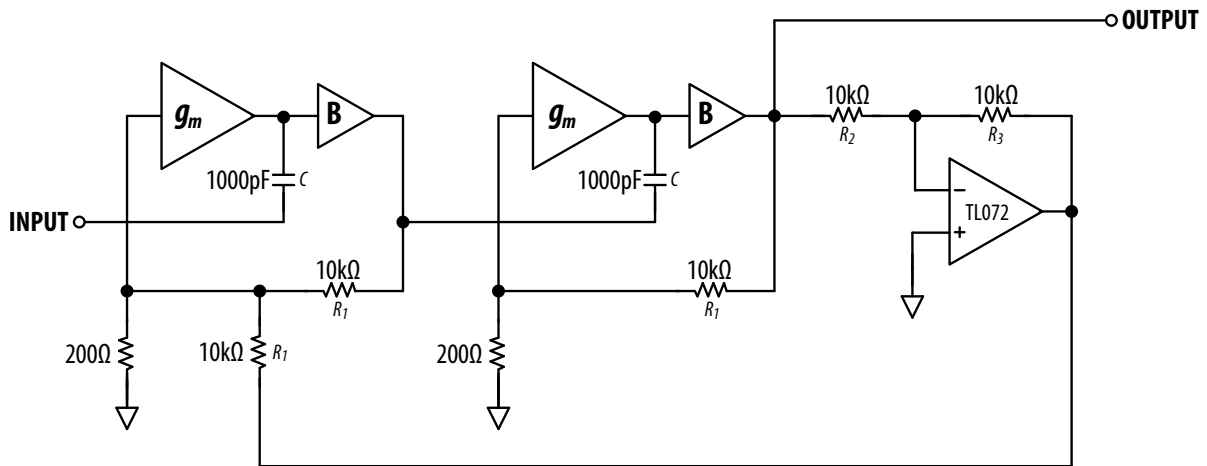 OUTPUT
gm
B
gm
B
10kΩ
R2
10kΩ
R3
1000pF
C
1000pF
C
TL072
−
+
INPUT
10kΩ
R1
10kΩ
R1
200Ω
10kΩ
R1
200Ω